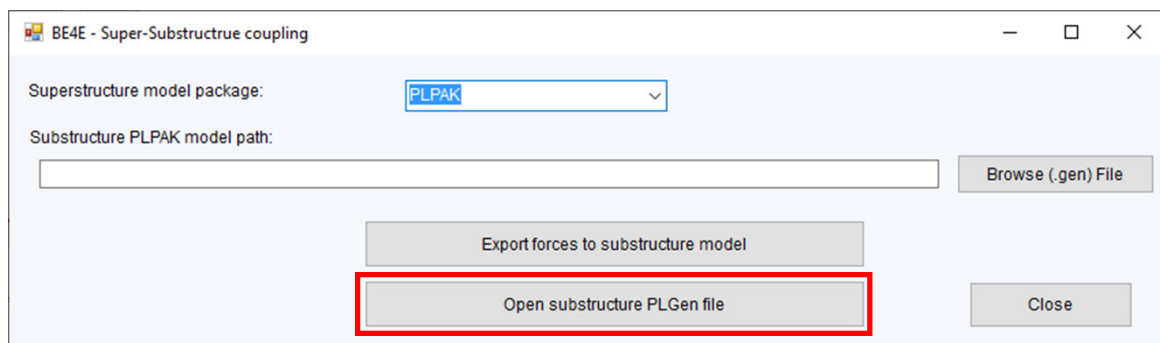 BE4E - Super-Substructrue coupling
Superstructure model package:
PLPAK
Substructure PLPAK model path:
Browse (.gen) File
Export forces to substructure model
Open substructure PLGen file
Close